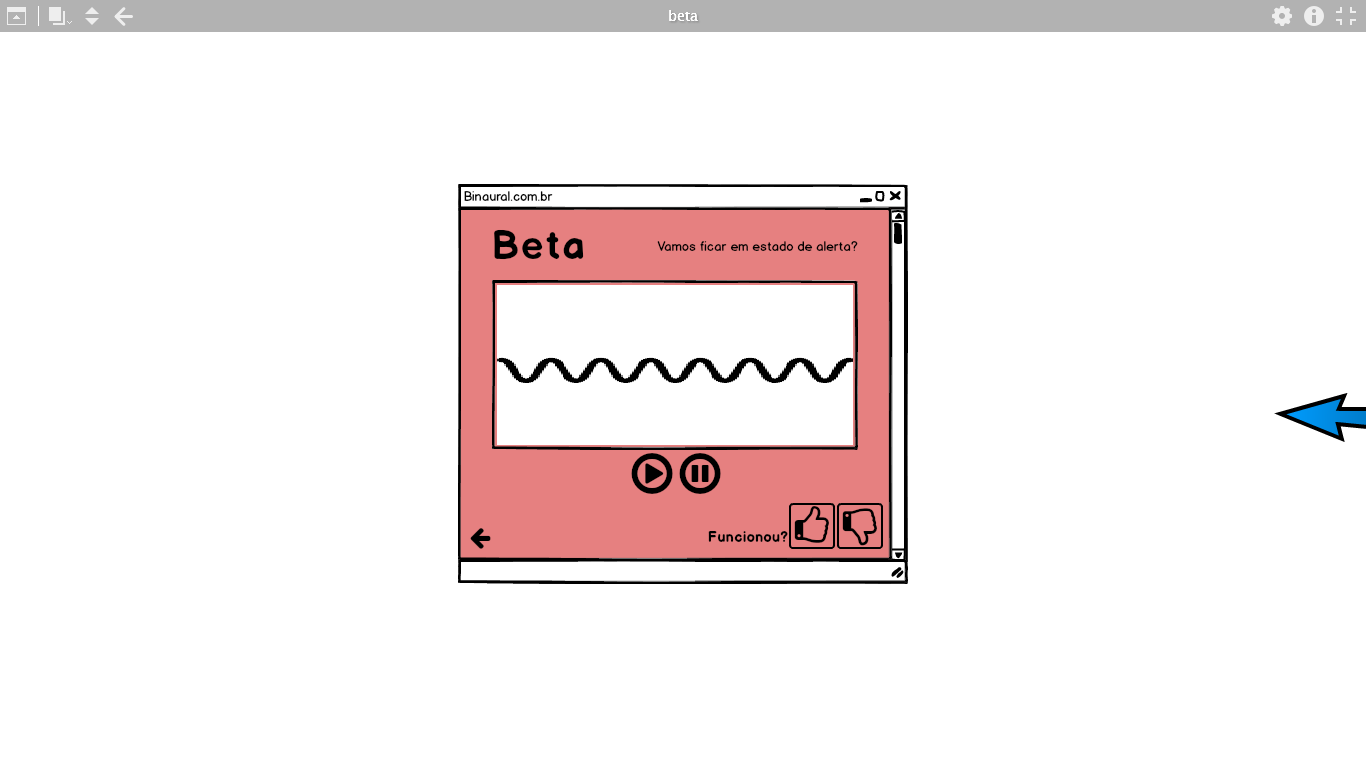 beta
Binaural.com.br
Beta
Vamos ficar em estado de alerta?
Funcionou?